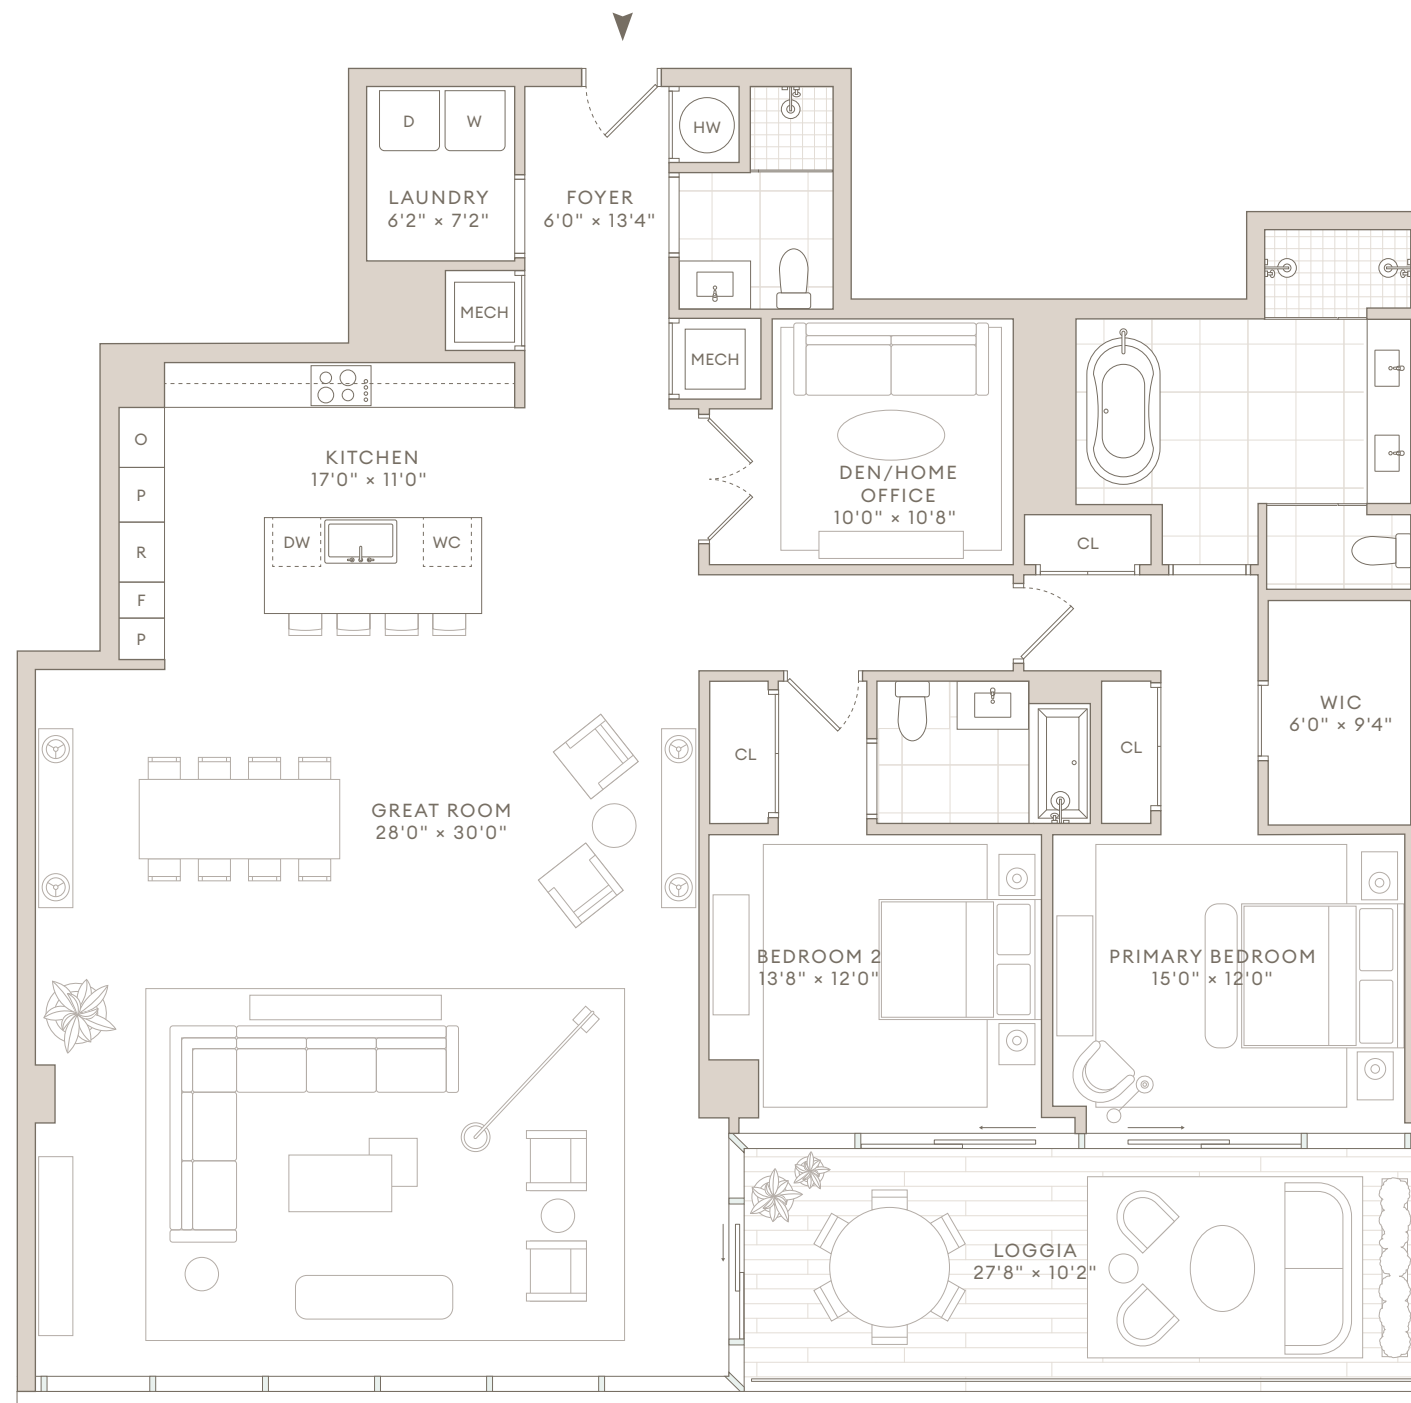 D
W
HW
LAUNDRY
6'2" × 7'2"
FOYER
6'0" × 13'4"
MECH
MECH
O
P
R
F
P
KITCHEN
17'0" × 11'0"
DW
WC
DEN/HOME
OFFICE
10'0" × 10'8"
CL
WIC
6'0" × 9'4"
CL
CL
GREAT ROOM
28'0" × 30'0"
BEDROOM 2
13'8" × 12'0"
PRIMARY BEDROOM
15'0" × 12'0"
LOGGIA
27'8" × 10'2"